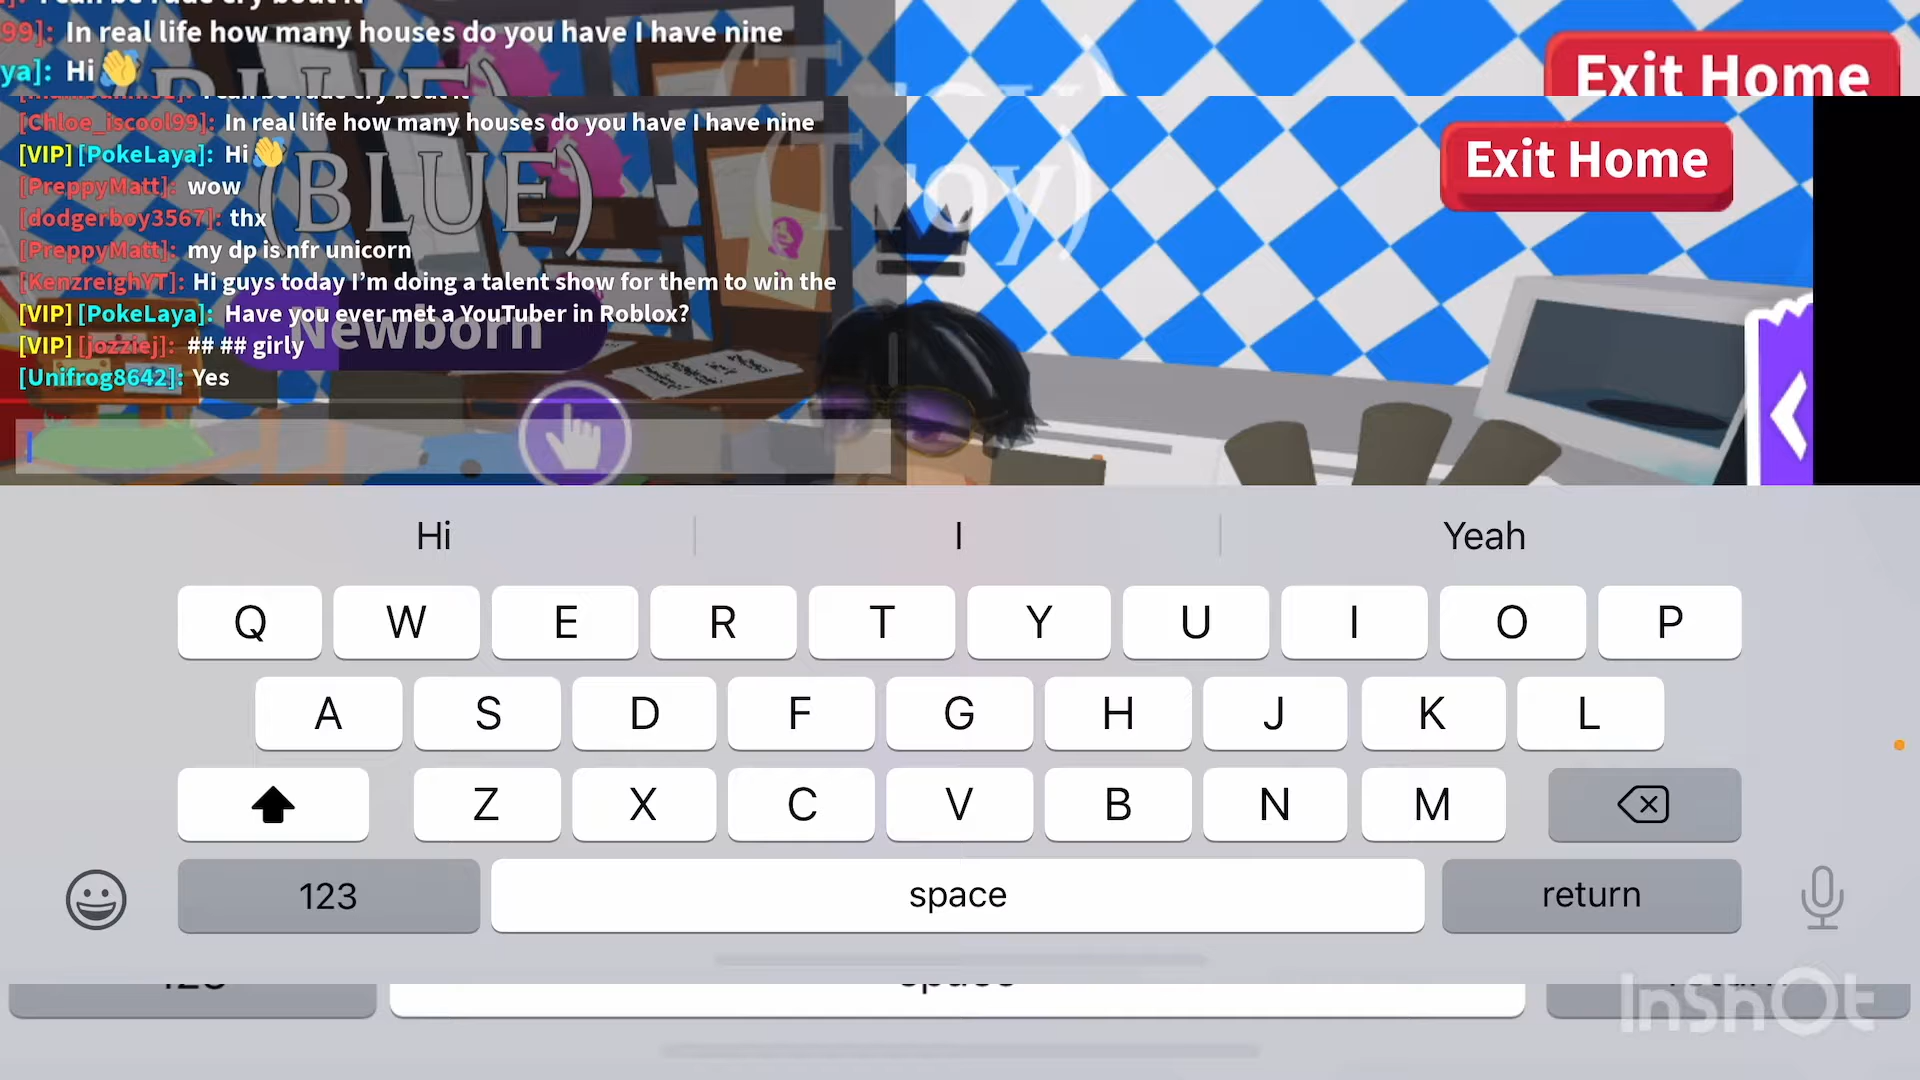 99]: In real life how many houses do you have I have nine
ya]: Hi👋
Exit Home
[Chloe_iscool99]: In real life how many houses do you have I have nine
[VIP] [PokeLaya]: Hi👋
[PreppyMatt]: wow
[dodgerboy3567]: thx
[PreppyMatt]: my dp is nfr unicorn
[KenzreighYT]: Hi guys today I’m doing a talent show for them to win the
[VIP] [PokeLaya]: Have you ever met a YouTuber in Roblox?
[VIP] [jozziej]: ## ## girly
[Unifrog8642]: Yes
(BLUE)
(Troy)
Newborn
Exit Home
Hi I Yeah
Q W E R T Y U I O P
A S D F G H J K L
Z X C V B N M
123 space return
InShOt